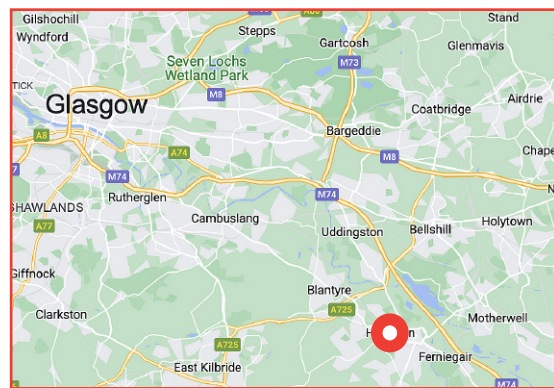 Gilshochill
Wyndford
Stepps
Stand
Gartcosh
Glenmavis
Seven Lochs
Wetland Park
M73
M8
Airdrie
Coatbridge
Glasgow
Bargeddie
A8
A74
M8
M74
Rutherglen
M74
Cambuslang
Holytown
A77
Uddingston
Bellshill
Giffnock
Blantyre
Clarkston
A725
Motherwell
A725
Ferniegair
East Kilbride
M74